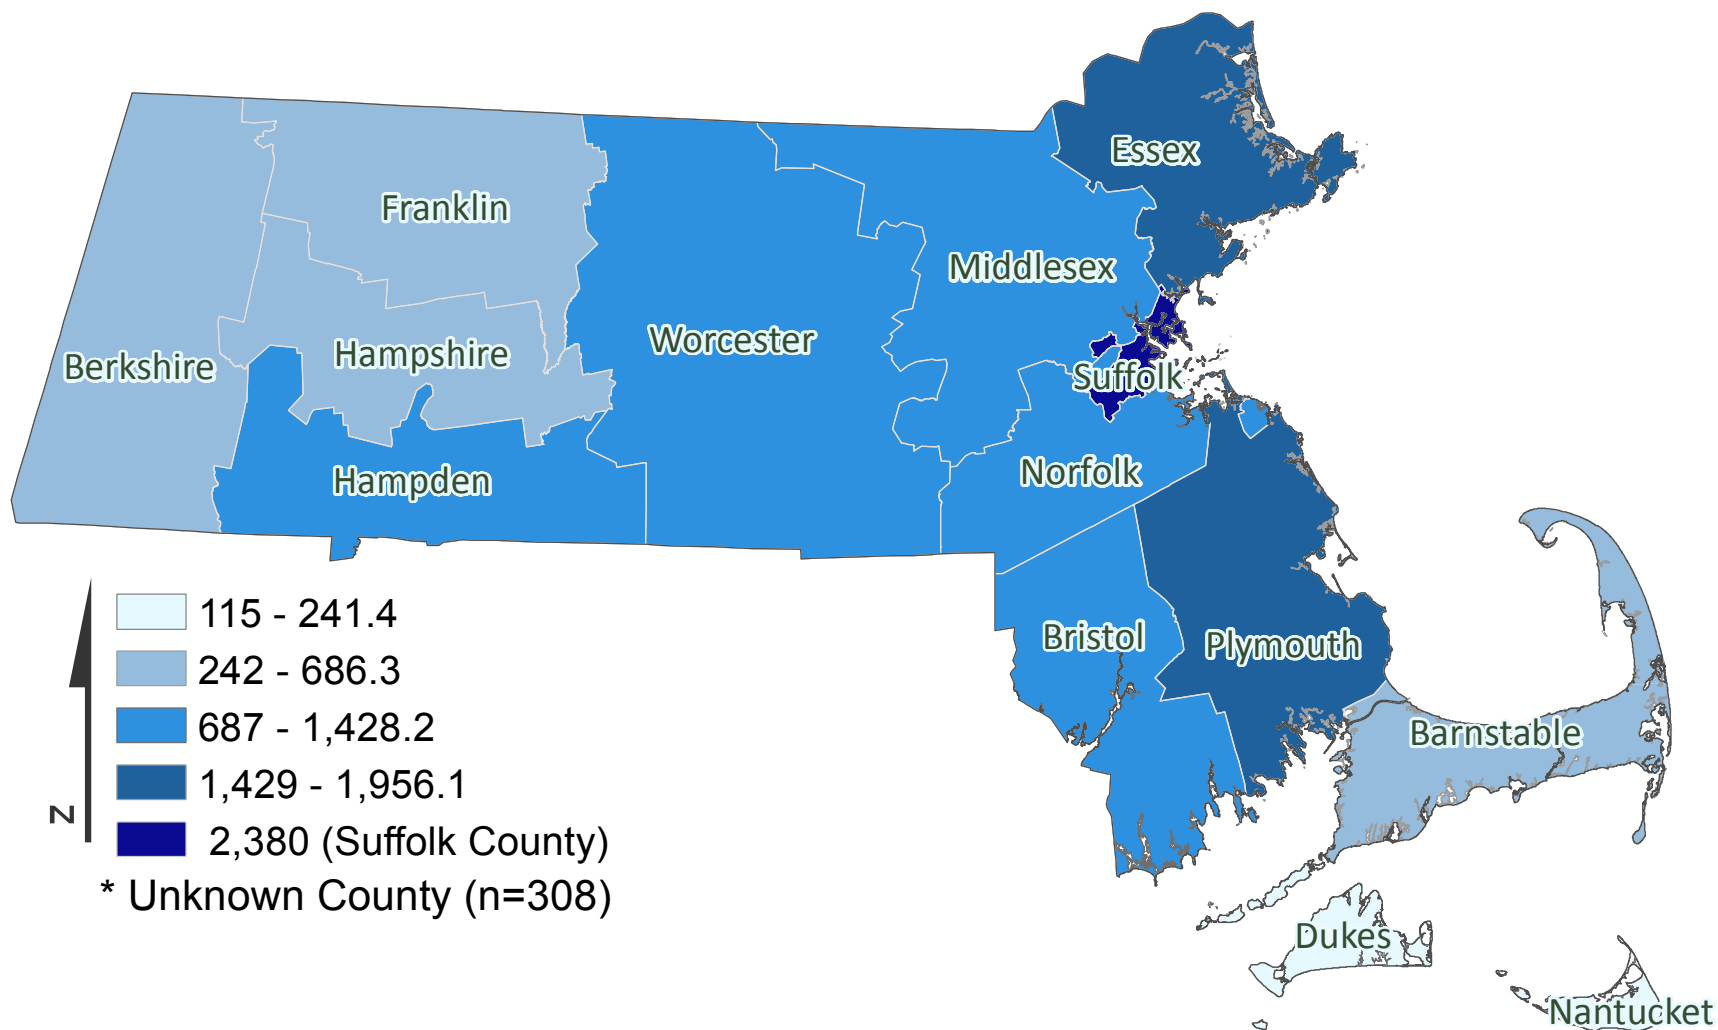 Essex
Franklin
Middlesex
Worcester
Hampshire
Berkshire
Suffolk
Norfolk
Hampden
Bristol
Plymouth
Barnstable
Dukes
Nantucket
N
115 - 241.4
242 - 686.3
687 - 1,428.2
1,429 - 1,956.1
2,380 (Suffolk County)
* Unknown County (n=308)